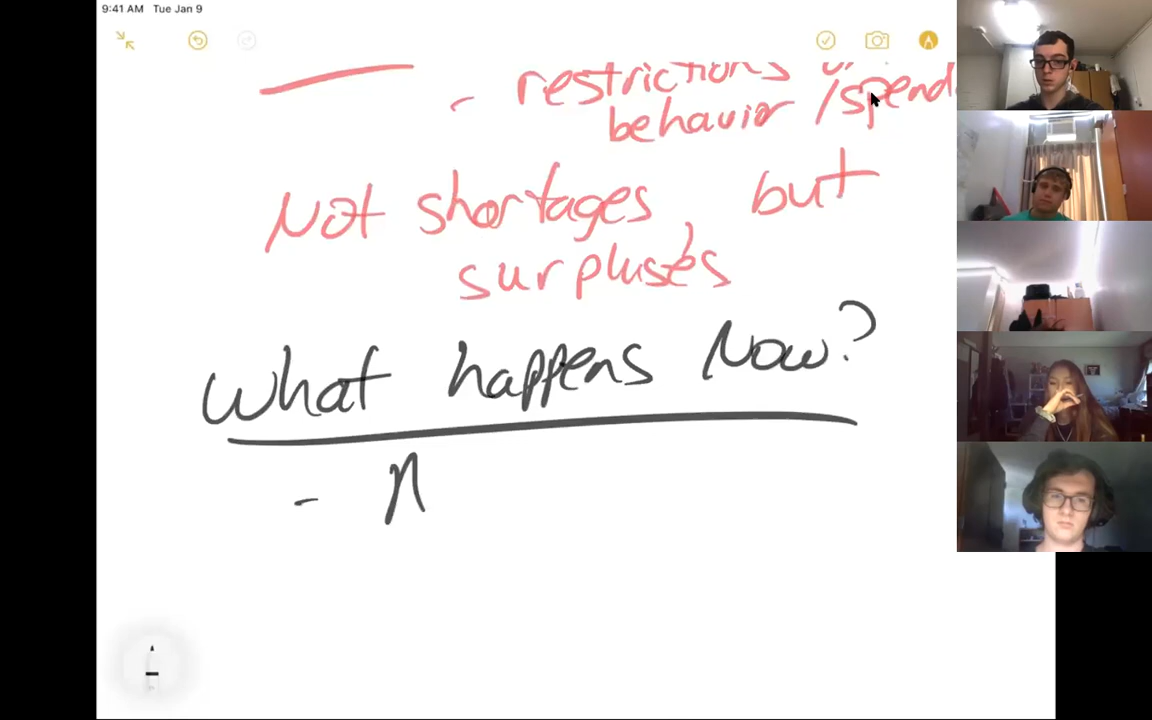 9:41 AM Tue Jan 9
- restrictions
behavior /spend
Not shortages, but
surpluses
What happens Now?
- N